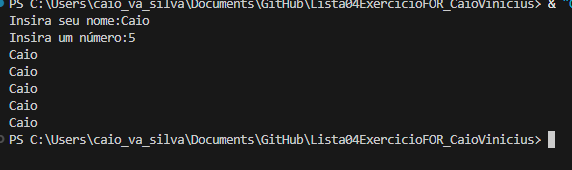 PS C:\Users\caio_va_silva\Documents\GitHub\Lista04ExercicioFOR_CaioVinicius> & "
Insira seu nome:Caio
Insira um número:5
Caio
Caio
Caio
Caio
Caio
PS C:\Users\caio_va_silva\Documents\GitHub\Lista04ExercicioFOR_CaioVinicius>